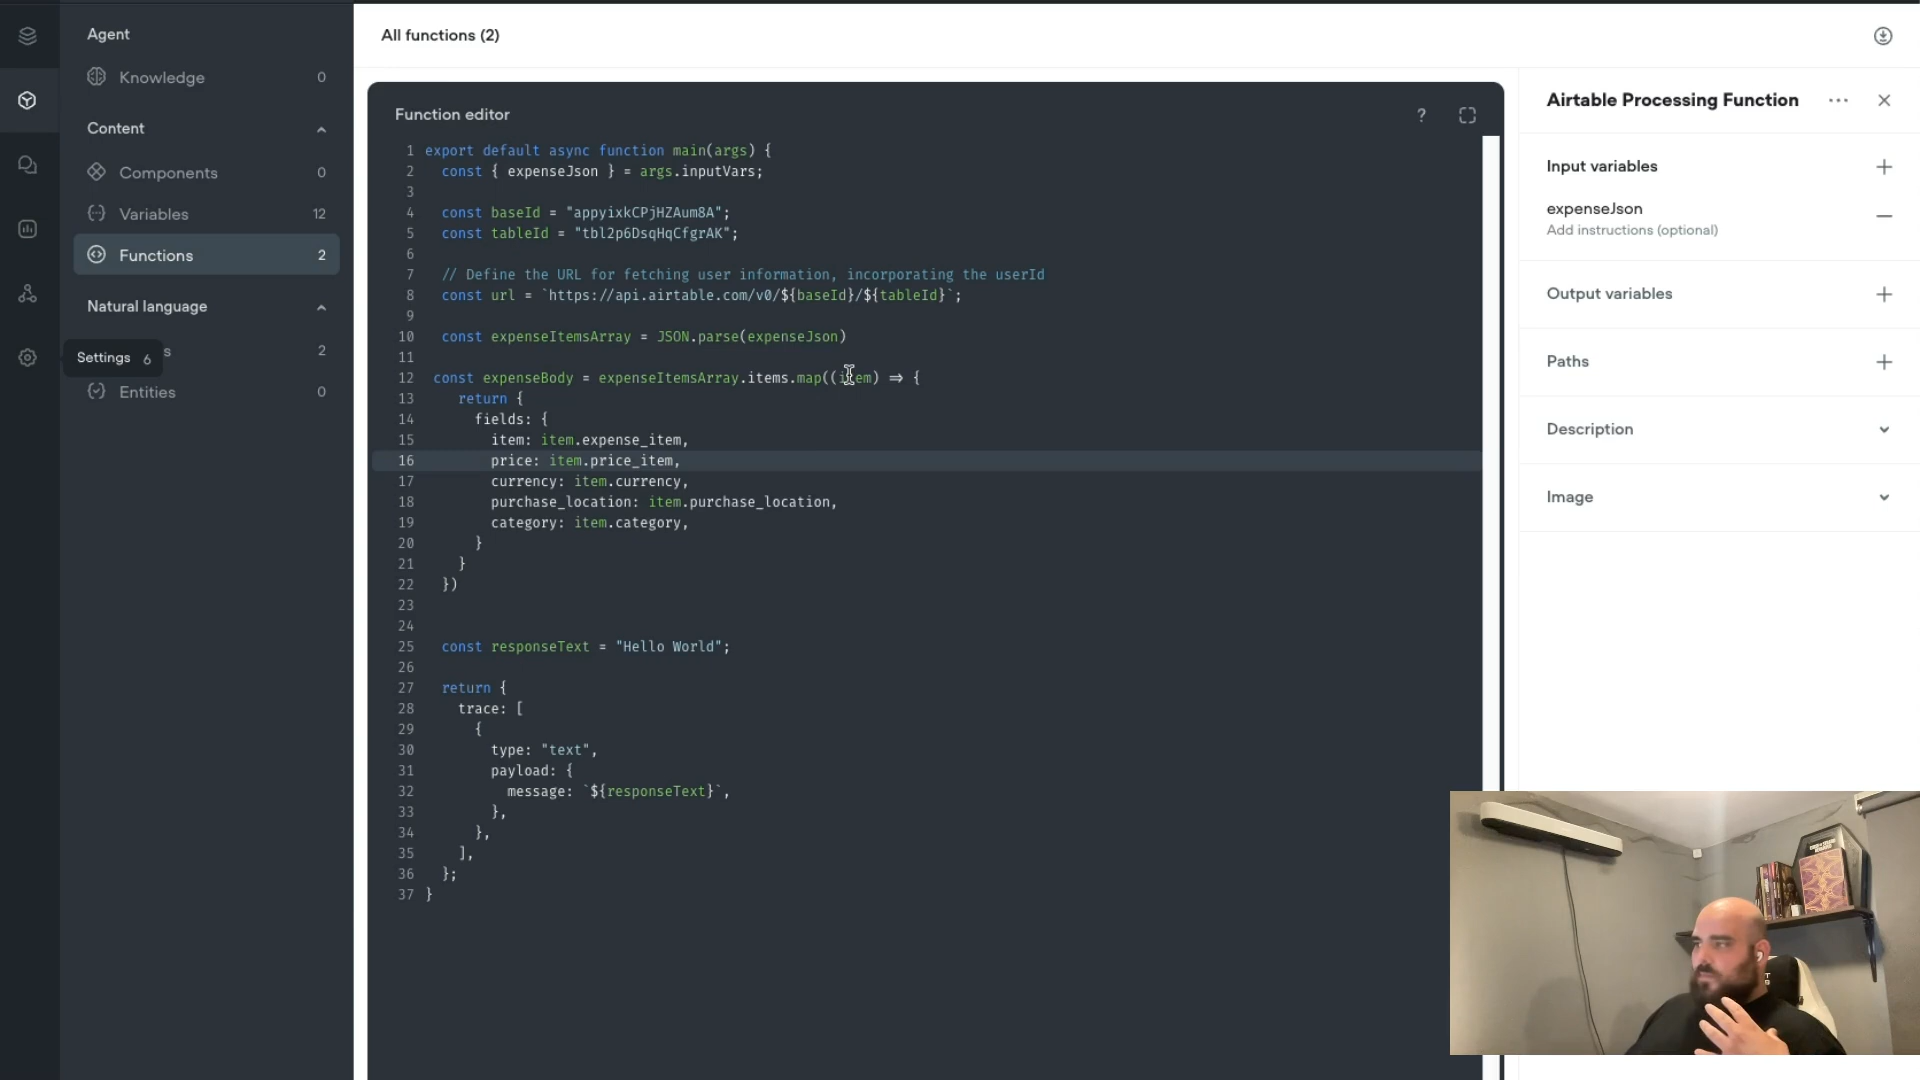 Agent
Knowledge 0
Content
Components 0
Variables 12
Functions 2
Natural language
s 2
Settings 6
Entities 0
All functions (2)
Function editor
?
1 export default async function main(args) {
2 const { expenseJson } = args.inputVars;
3
4 const baseId = "appyixkCPjHZAum8A";
5 const tableId = "tbl2p6DsqHqCfgrAK";
6
7 // Define the URL for fetching user information, incorporating the userId
8 const url = `https://api.airtable.com/v0/${baseId}/${tableId}`;
9
10 const expenseItemsArray = JSON.parse(expenseJson)
11
12 const expenseBody = expenseItemsArray.items.map((item) => {
13 return {
14 fields: {
15 item: item.expense_item,
16 price: item.price_item,
17 currency: item.currency,
18 purchase_location: item.purchase_location,
19 category: item.category,
20 }
21 }
22 })
23
24
25 const responseText = "Hello World";
26
27 return {
28 trace: [
29 {
30 type: "text",
31 payload: {
32 message: `${responseText}`,
33 },
34 },
35 ],
36 };
37 }
Airtable Processing Function
Input variables
expenseJson
Add instructions (optional)
Output variables
Paths
Description
Image